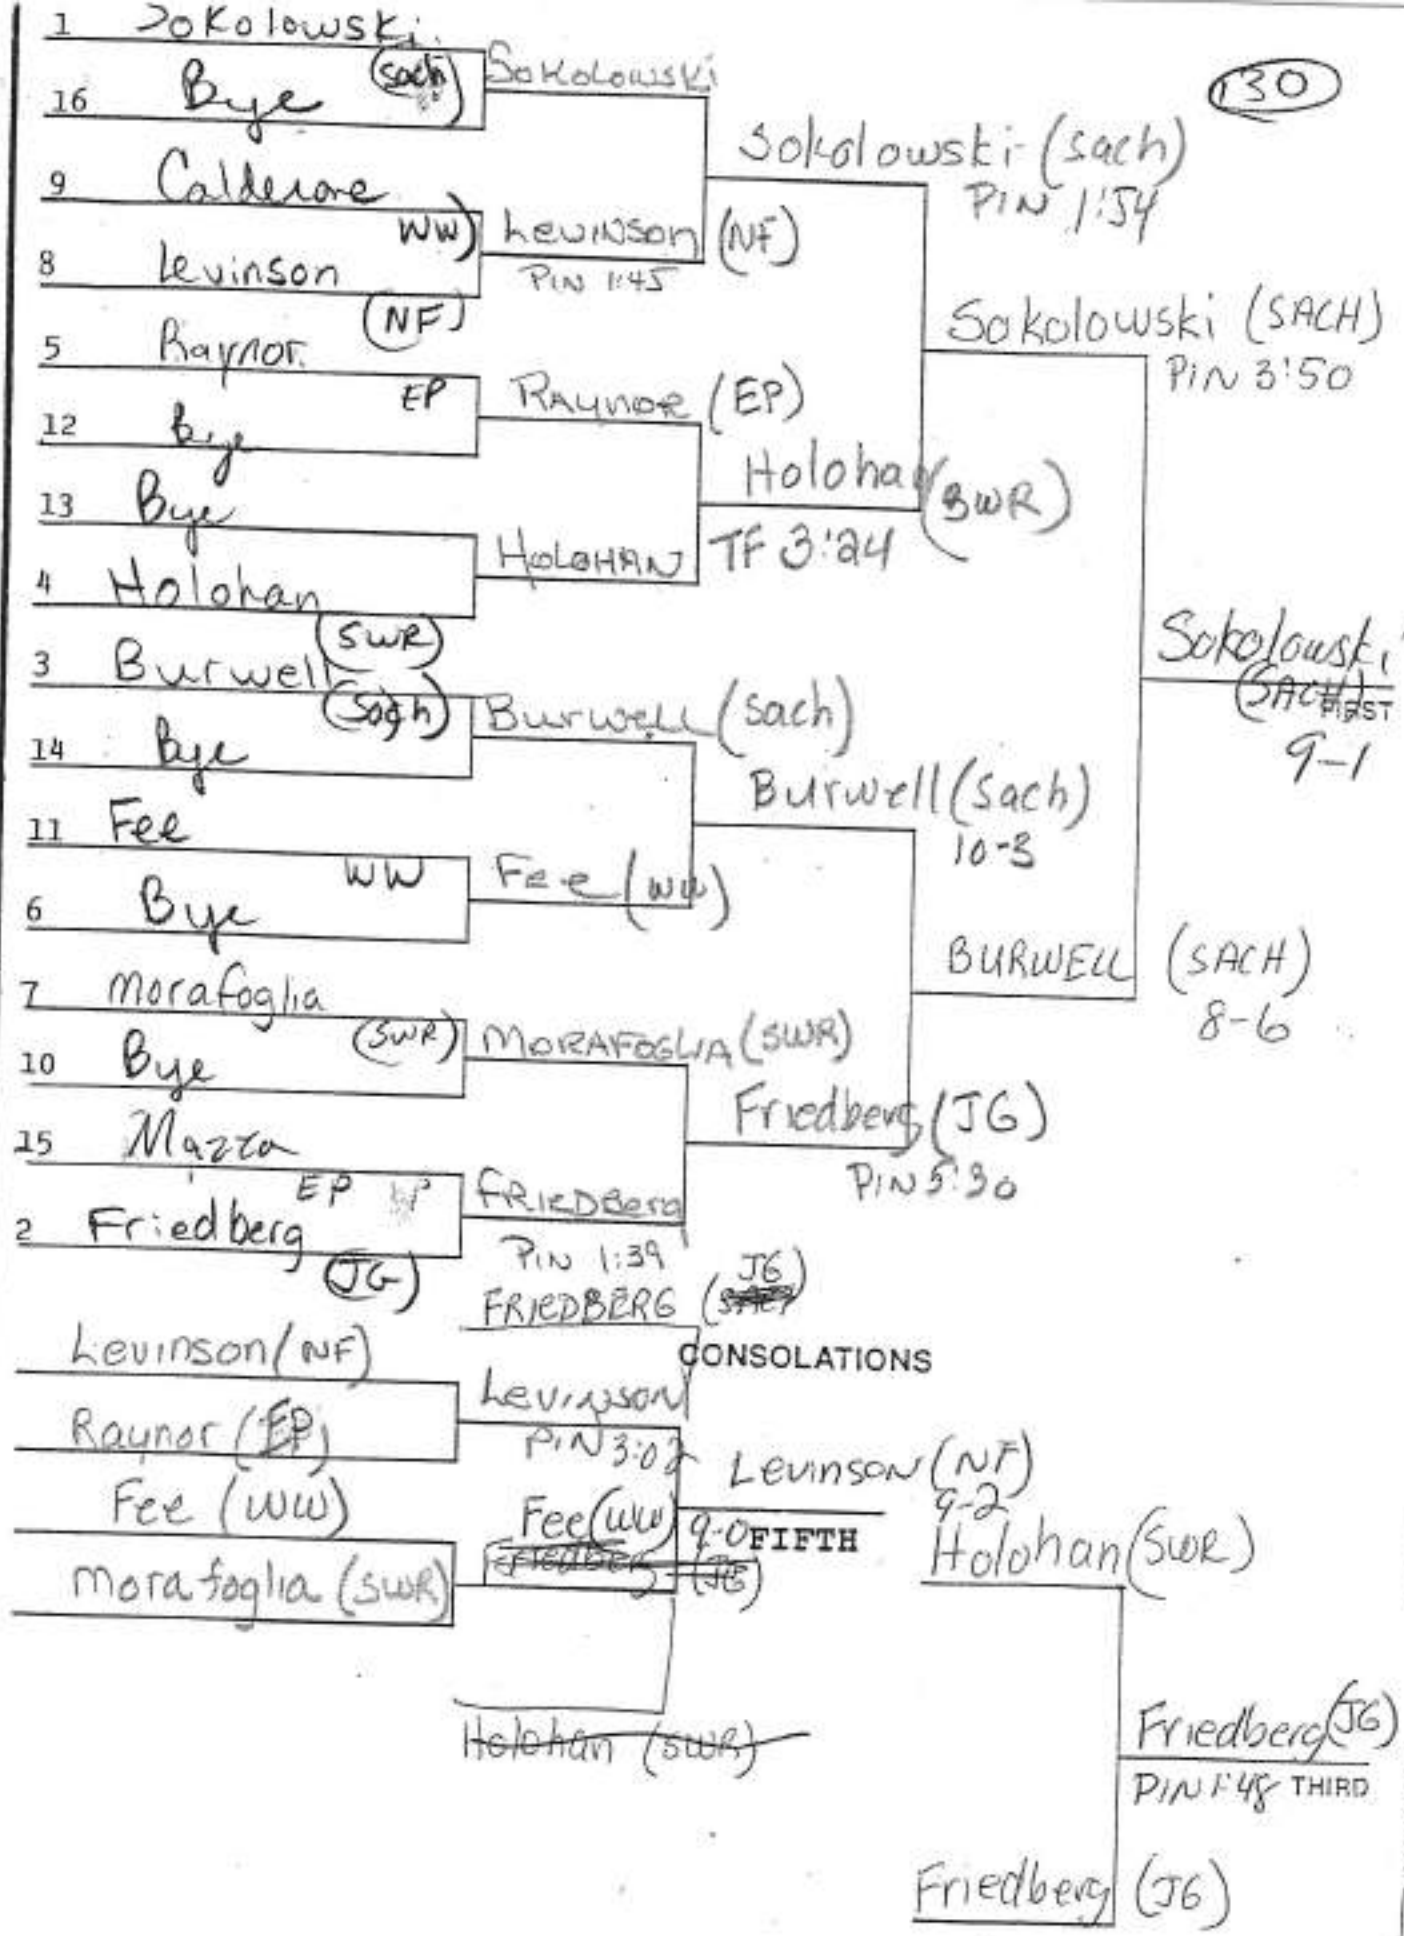 1 Sokolowski
(Sach)
16 Bye
Sokolowski
130
9 Calderone
WW)
8 Levinson
(NF)
Levinson (NF)
Pin 1:45
Sokolowski (Sach)
PIN 1:54
5 Raynor
EP
12 Bye
Raynor (EP)
13 Bye
4 Holohan
(SWR)
HOLOHAN
Holohan (SWR)
TF 3:24
Sokolowski (SACH)
PIN 3:50
3 Burwell
(Sach)
14 Bye
Burwell (Sach)
11 Fee
WW
6 Bye
Fee (WW)
Burwell (Sach)
10-3
7 Morafoglia
(SWR)
10 Bye
MORAFOGLIA (SWR)
15 Mazza
EP
2 Friedberg
(JG)
FRIEDBerg
Pin 1:39
Friedberg (JG)
PIN 5:30
BURWELL (SACH)
8-6
Sokolowski
(SACH)
FIRST
9-1
FRIEDBERG (JG)
CONSOLATIONS
Levinson (NF)
Raynor (EP)
Levinson
PIN 3:02
Fee (WW)
Morafoglia (SWR)
Fee (WW)
9-0
Friedberg (JG)
Levinson (NF)
9-2
FIFTH
Holohan (SWR)
Holohan (SWR)
Friedberg (JG)
PIN 1:48 THIRD
Friedberg (JG)